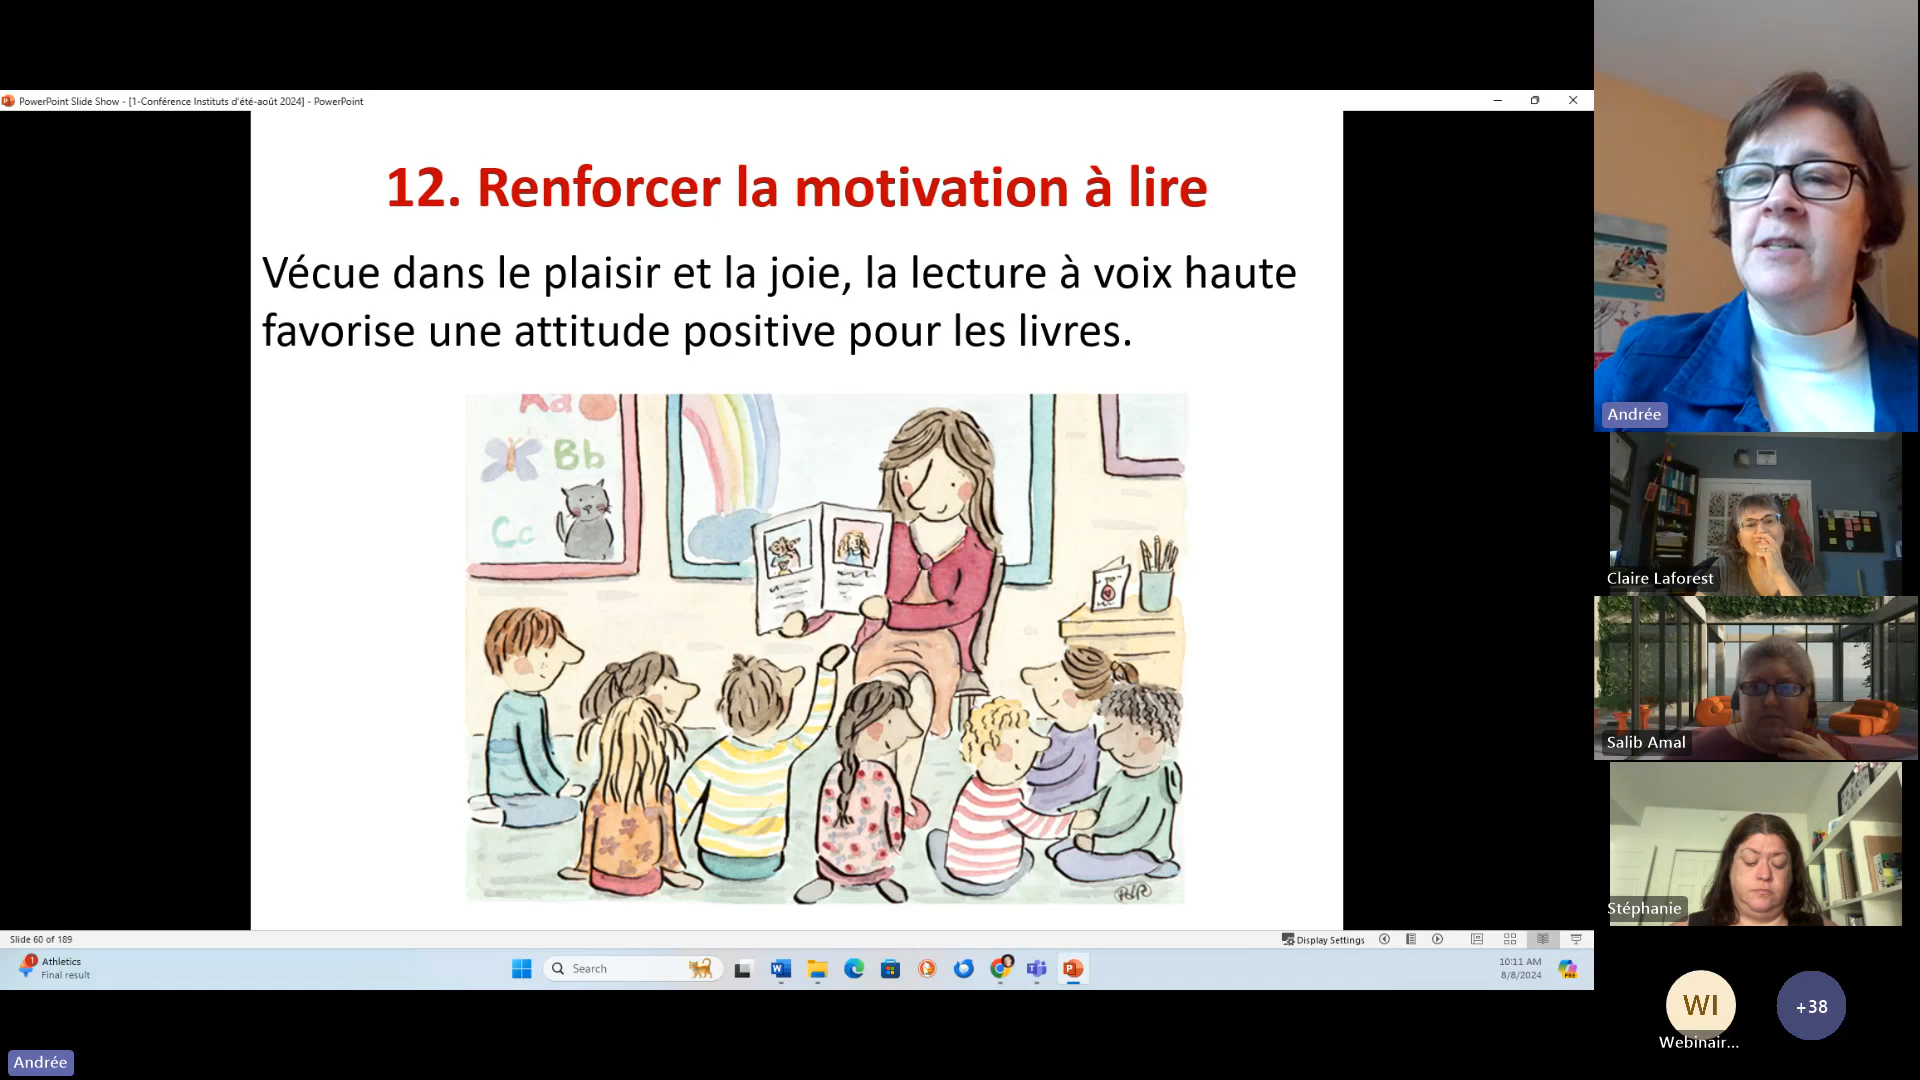 PowerPoint Slide Show - [1-Conférence Instituts d'été-août 2024] - PowerPoint
12. Renforcer la motivation à lire
Vécue dans le plaisir et la joie, la lecture à voix haute
favorise une attitude positive pour les livres.
Aa
Bb
Cc
Slide 60 of 189
Display Settings
1
Athletics
Final result
Search
10:11 AM
8/8/2024
PRE
Andrée
Claire Laforest
Salib Amal
Stéphanie
WI
Webinair...
+38
Andrée